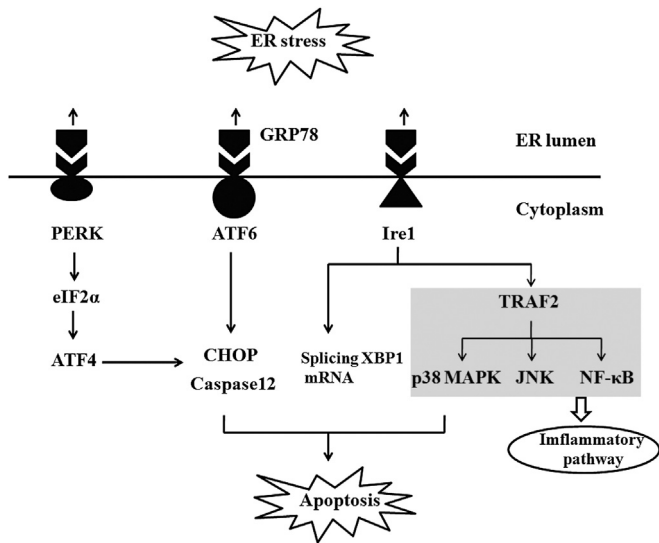 ER stress
GRP78
ER lumen
Cytoplasm
PERK
ATF6
Ire1
eIF2α
TRAF2
ATF4
CHOP
Caspase12
Splicing XBP1
mRNA
p38 MAPK
JNK
NF-κB
Imflammatory
pathway
Apoptosis